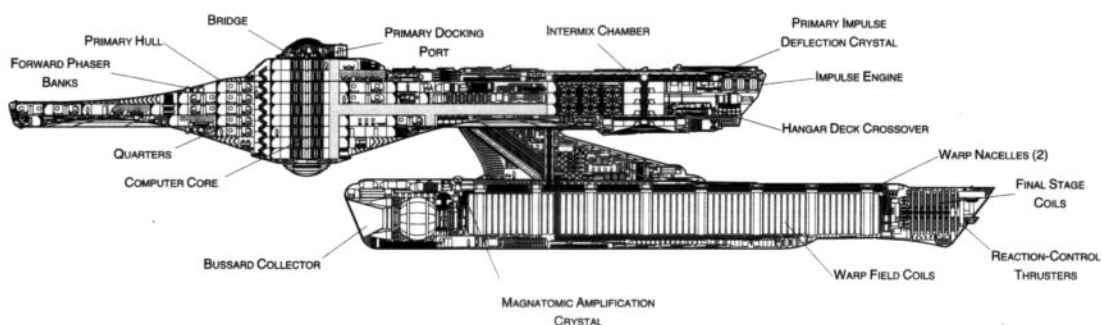 BRIDGE
PRIMARY HULL
PRIMARY DOCKING
PORT
FORWARD PHASER
BANKS
INTERMIX CHAMBER
PRIMARY IMPULSE
DEFLECTION CRYSTAL
IMPULSE ENGINE
HANGAR DECK CROSSOVER
QUARTERS
COMPUTER CORE
WARP NACELLES (2)
FINAL STAGE
COILS
BUSSARD COLLECTOR
WARP FIELD COILS
REACTION-CONTROL
THRUSTERS
MAGNATOMIC AMPLIFICATION
CRYSTAL